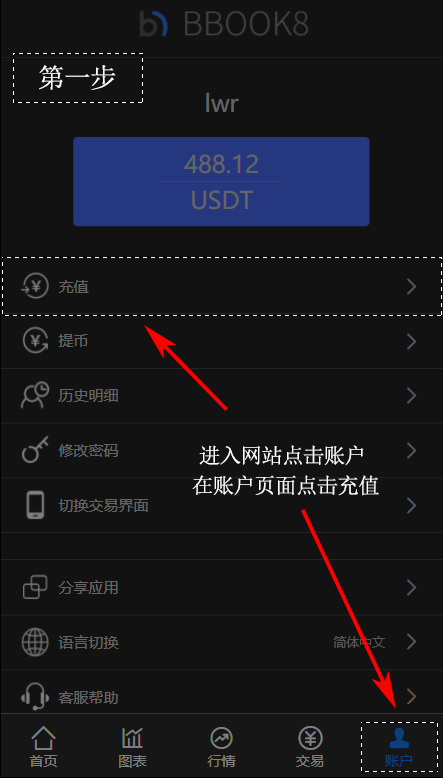 BBOOK8
第一步
lwr
488.12
USDT
充值
提币
历史明细
修改密码
进入网站点击账户
在账户页面点击充值
切换交易界面
分享应用
语言切换 简体中文
客服帮助
首页 图表 行情 交易 账户